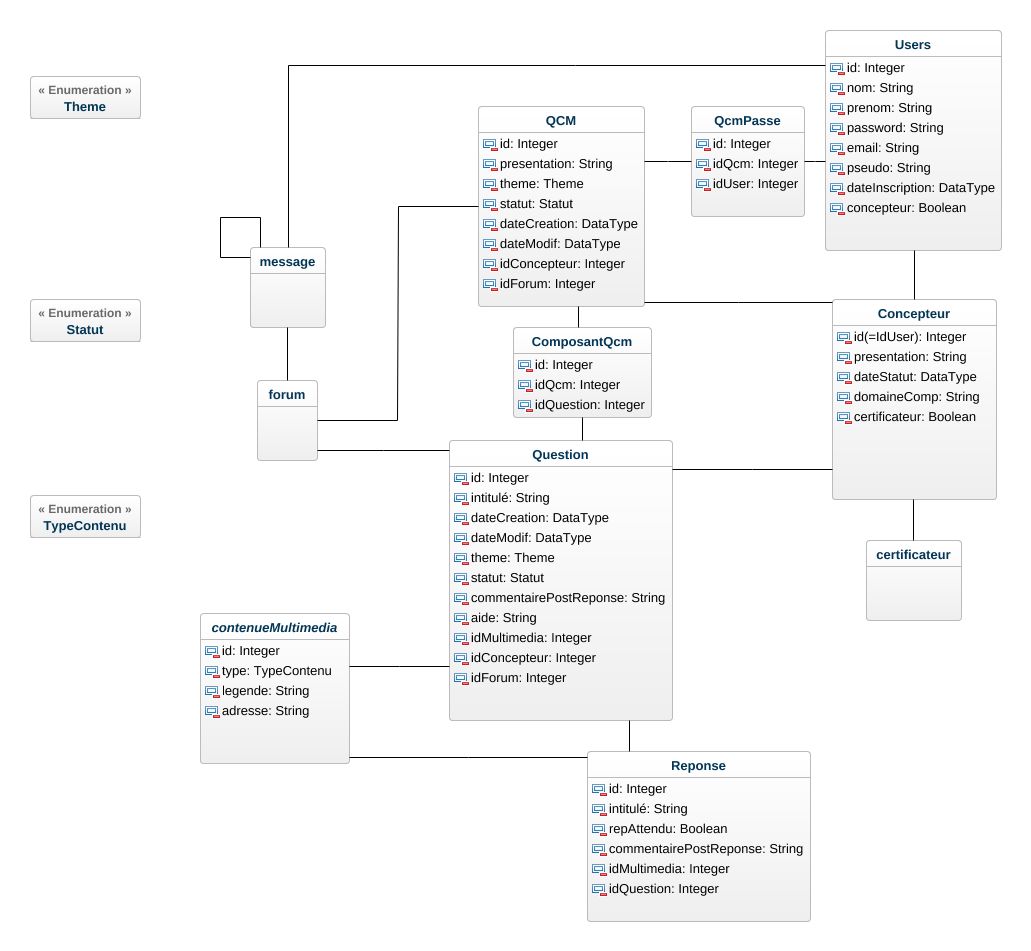 « Enumeration »
Theme
« Enumeration »
Statut
« Enumeration »
TypeContenu
message
forum
QCM
id: Integer
presentation: String
theme: Theme
statut: Statut
dateCreation: DataType
dateModif: DataType
idConcepteur: Integer
idForum: Integer
QcmPasse
id: Integer
idQcm: Integer
idUser: Integer
Users
id: Integer
nom: String
prenom: String
password: String
email: String
pseudo: String
dateInscription: DataType
concepteur: Boolean
ComposantQcm
id: Integer
idQcm: Integer
idQuestion: Integer
Concepteur
id(=IdUser): Integer
presentation: String
dateStatut: DataType
domaineComp: String
certificateur: Boolean
Question
id: Integer
intitulé: String
dateCreation: DataType
dateModif: DataType
theme: Theme
statut: Statut
commentairePostReponse: String
aide: String
idMultimedia: Integer
idConcepteur: Integer
idForum: Integer
certificateur
contenueMultimedia
id: Integer
type: TypeContenu
legende: String
adresse: String
Reponse
id: Integer
intitulé: String
repAttendu: Boolean
commentairePostReponse: String
idMultimedia: Integer
idQuestion: Integer